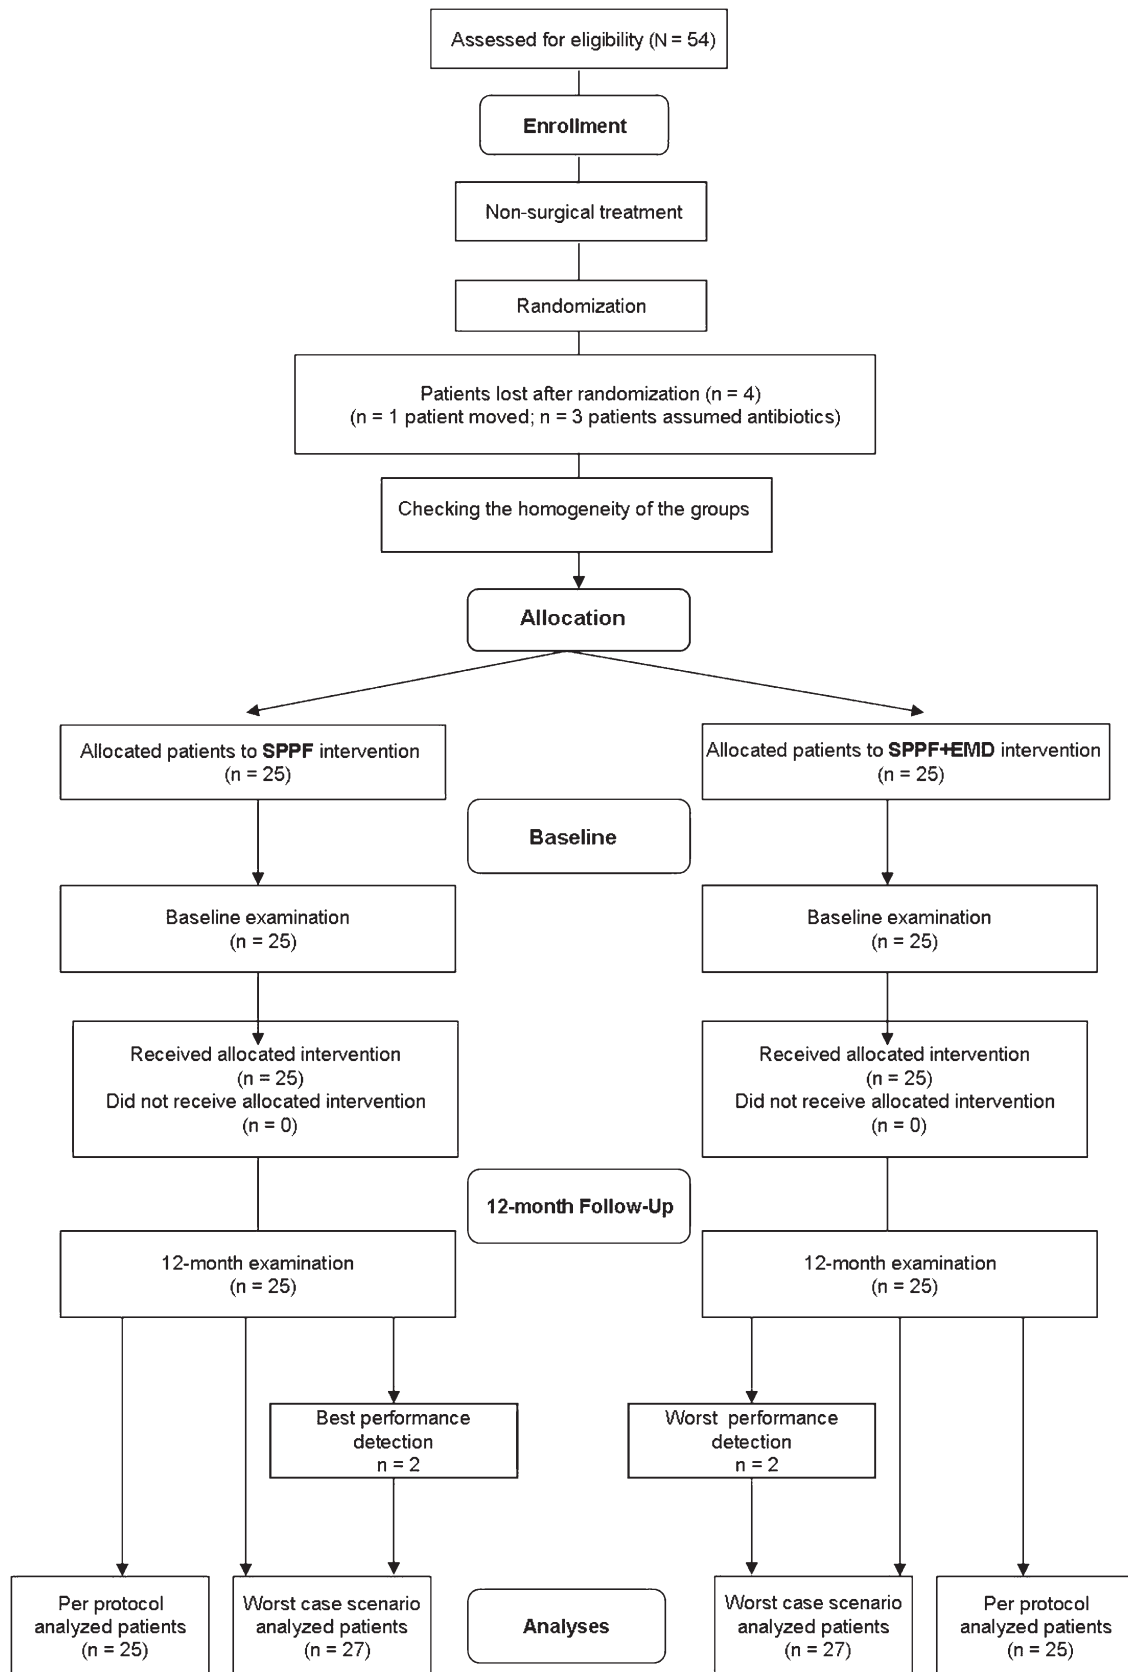 Assessed for eligibility (N = 54)
Enrollment
Non-surgical treatment
Randomization
Patients lost after randomization (n = 4)
(n = 1 patient moved; n = 3 patients assumed antibiotics)
Checking the homogeneity of the groups
Allocation
Allocated patients to SPPF intervention
(n = 25)
Allocated patients to SPPF+EMD intervention
(n = 25)
Baseline
Baseline examination
(n = 25)
Baseline examination
(n = 25)
Received allocated intervention
(n = 25)
Did not receive allocated intervention
(n = 0)
Received allocated intervention
(n = 25)
Did not receive allocated intervention
(n = 0)
12-month Follow-Up
12-month examination
(n = 25)
12-month examination
(n = 25)
Best performance
detection
n = 2
Worst performance
detection
n = 2
Per protocol
analyzed patients
(n = 25)
Worst case scenario
analyzed patients
(n = 27)
Analyses
Worst case scenario
analyzed patients
(n = 27)
Per protocol
analyzed patients
(n = 25)